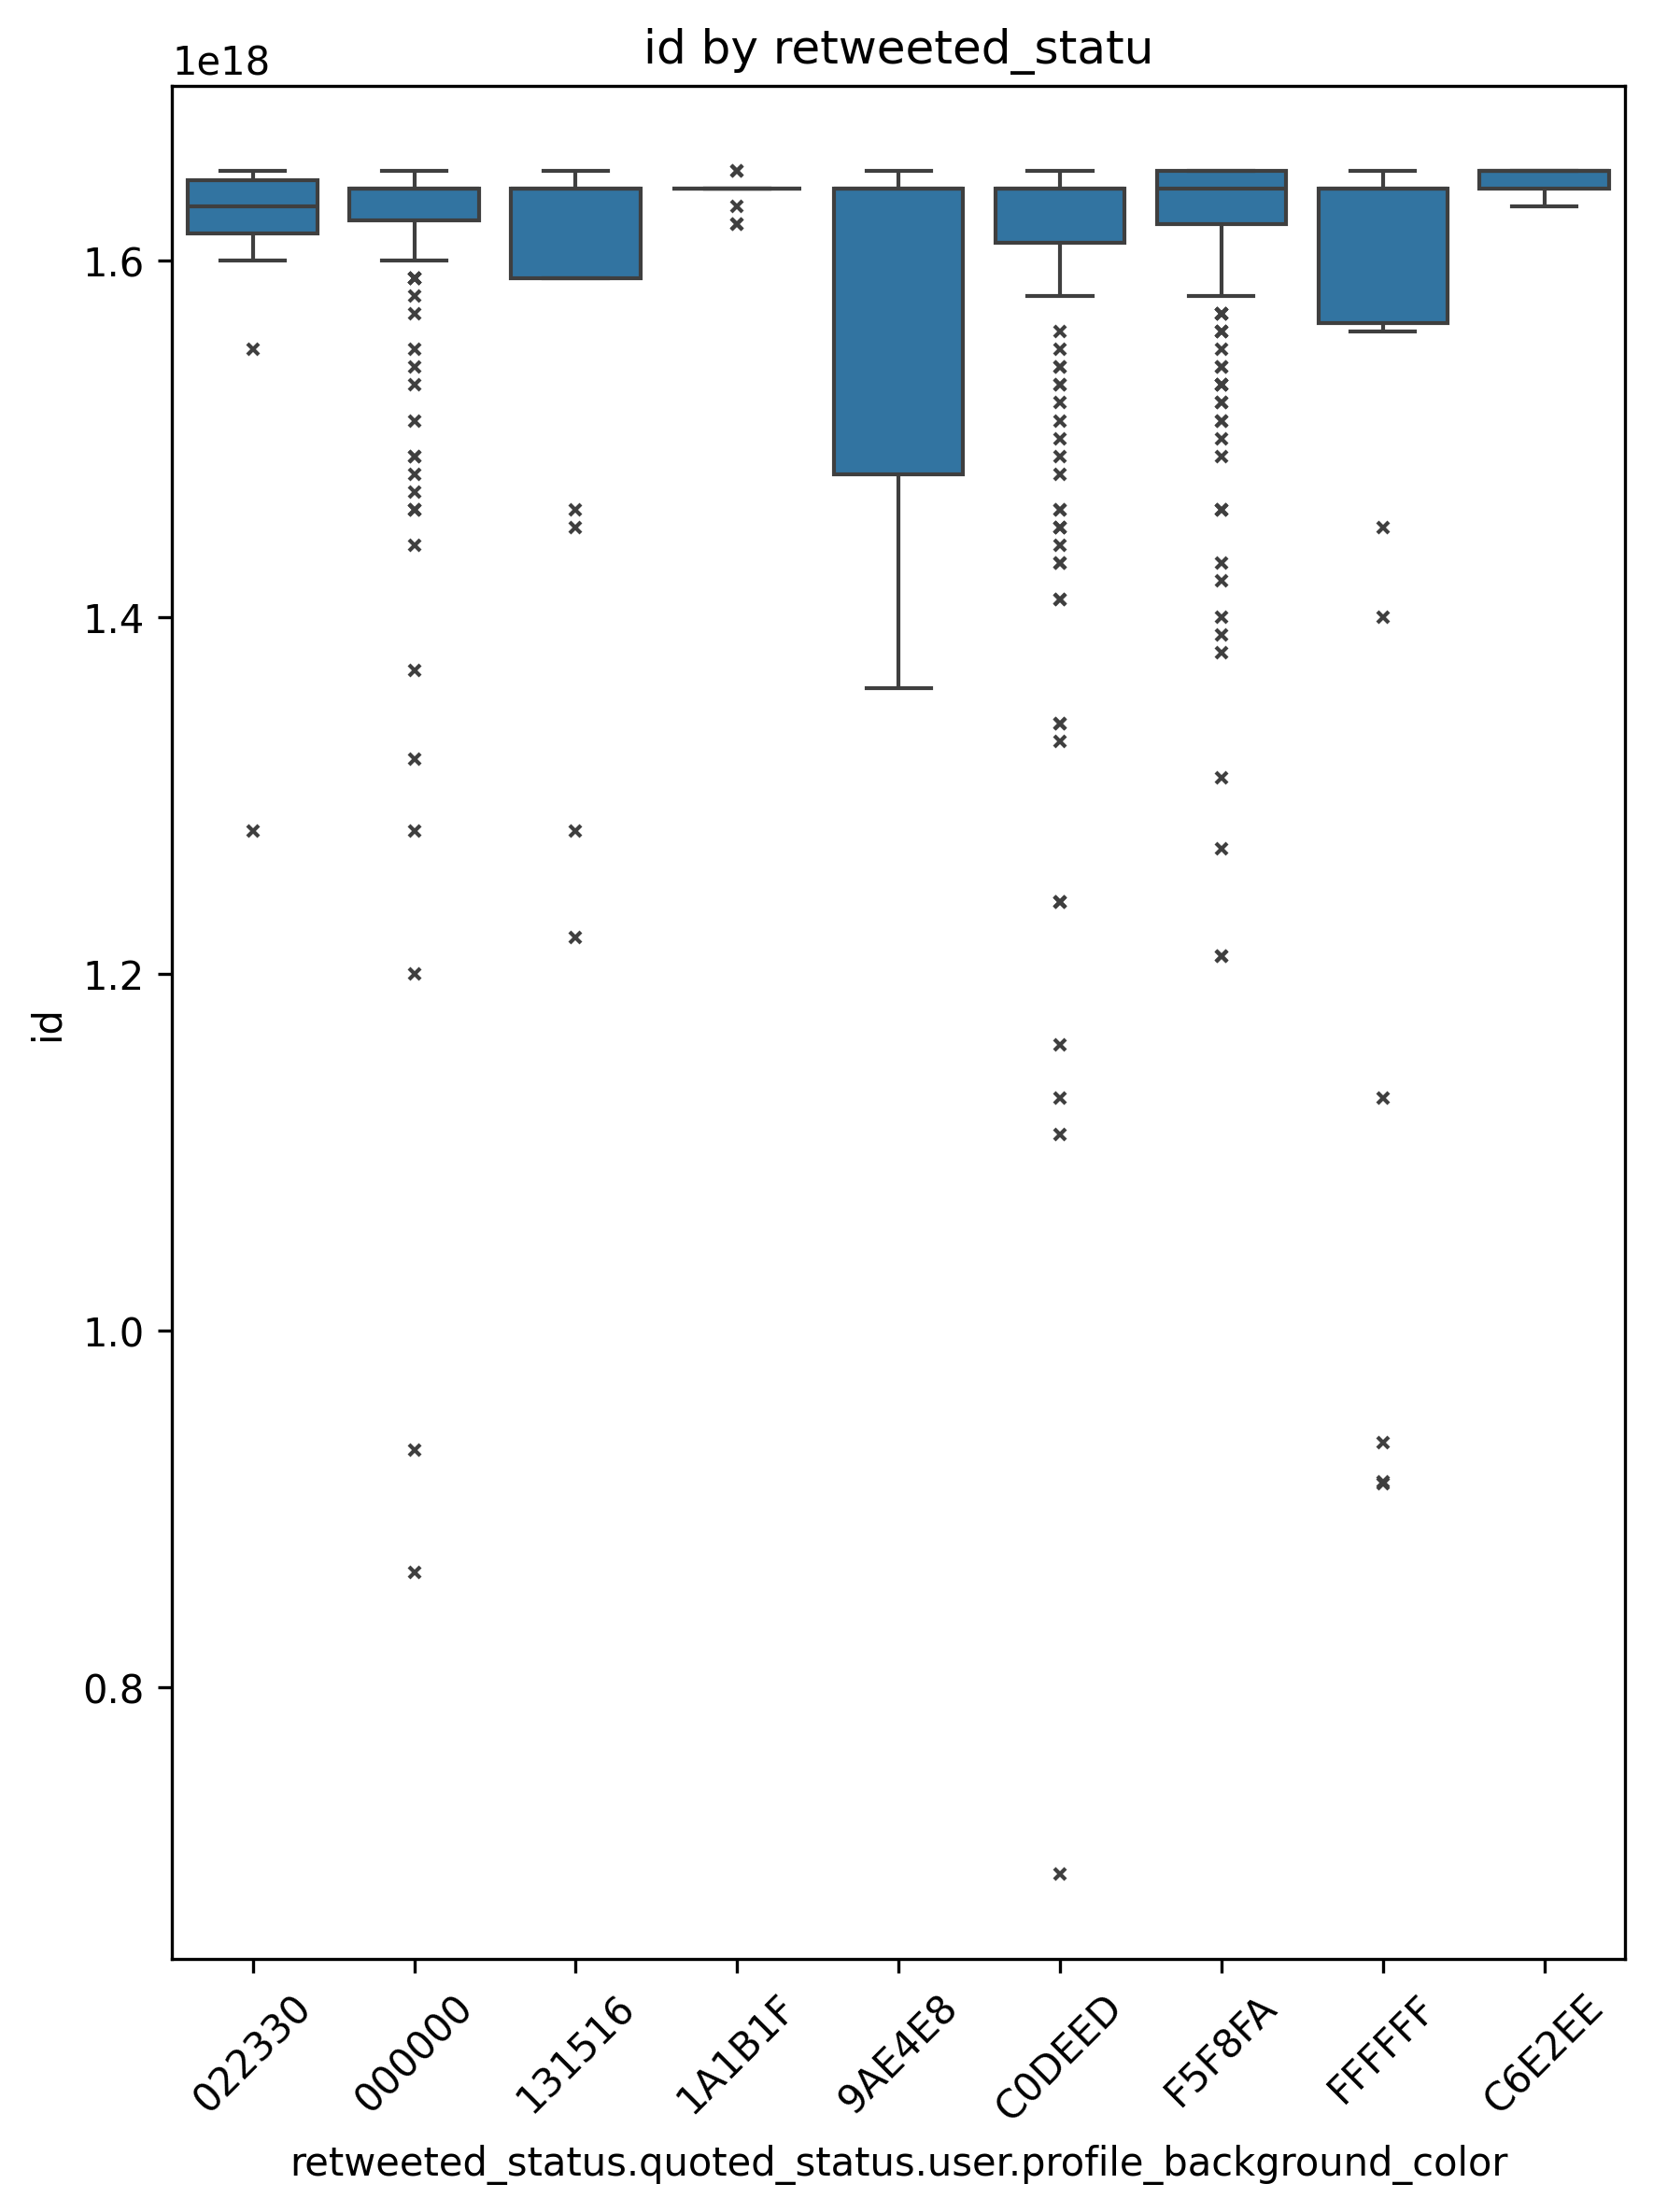 id by retweeted_statu
1e18
1.6
1.4
1.2
1.0
0.8
id
022330
000000
131516
1A1B1F
9AE4E8
C0DEED
F5F8FA
FFFFFF
C6E2EE
retweeted_status.quoted_status.user.profile_background_color